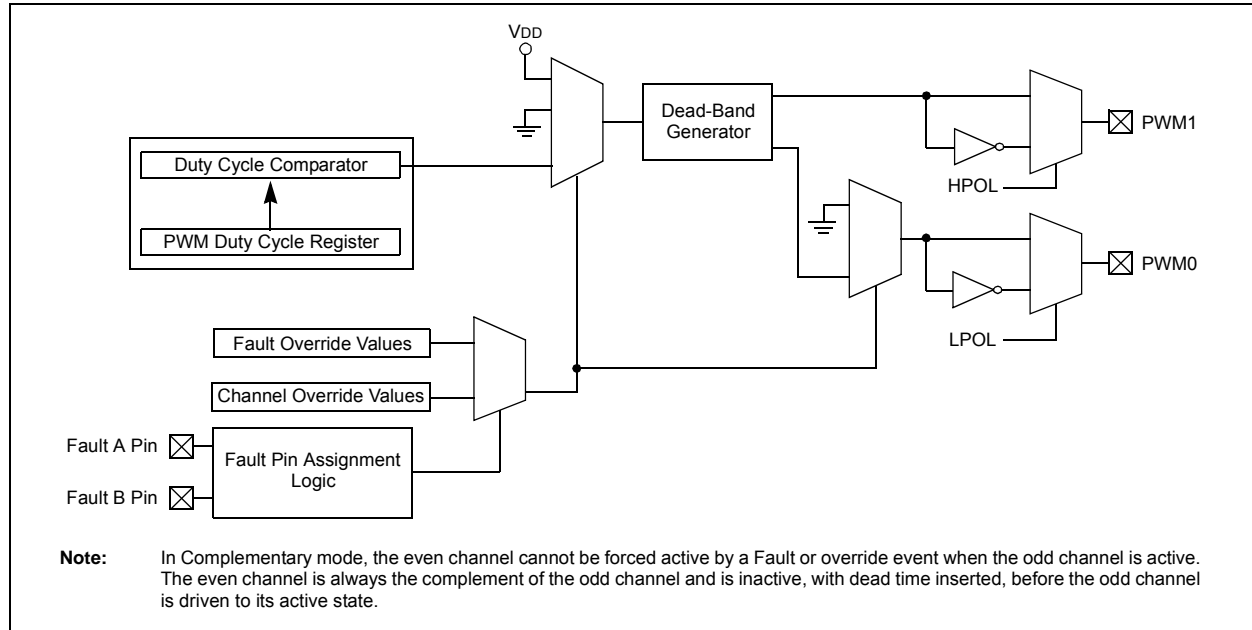 VDD
Dead-Band
Generator
PWM1
HPOL
Duty Cycle Comparator
PWM Duty Cycle Register
PWM0
LPOL
Fault Override Values
Channel Override Values
Fault A Pin
Fault B Pin
Fault Pin Assignment
Logic
Note: In Complementary mode, the even channel cannot be forced active by a Fault or override event when the odd channel is active.
The even channel is always the complement of the odd channel and is inactive, with dead time inserted, before the odd channel
is driven to its active state.